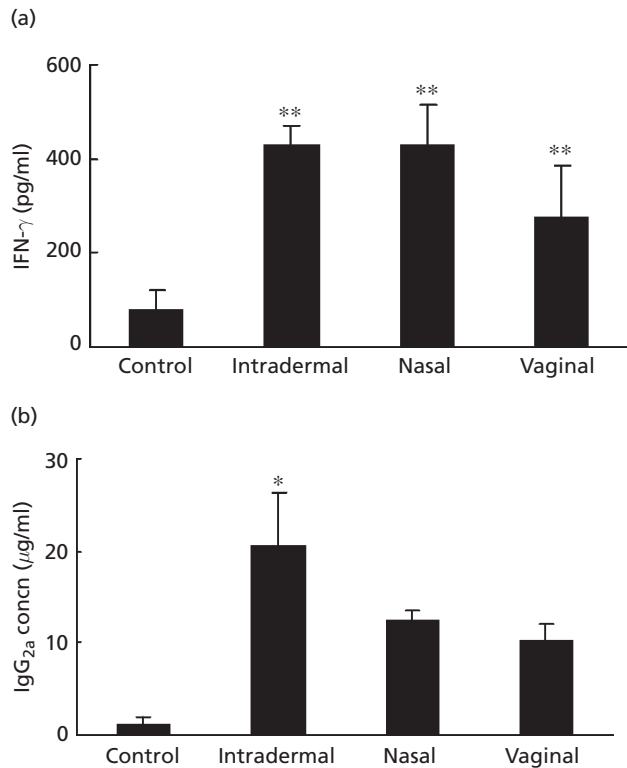 (a)
600
400
200
0
IFN-γ (pg/ml)
**
**
**
Control Intradermal Nasal Vaginal
(b)
30
20
10
0
IgG2a concn (μg/ml)
*
Control Intradermal Nasal Vaginal